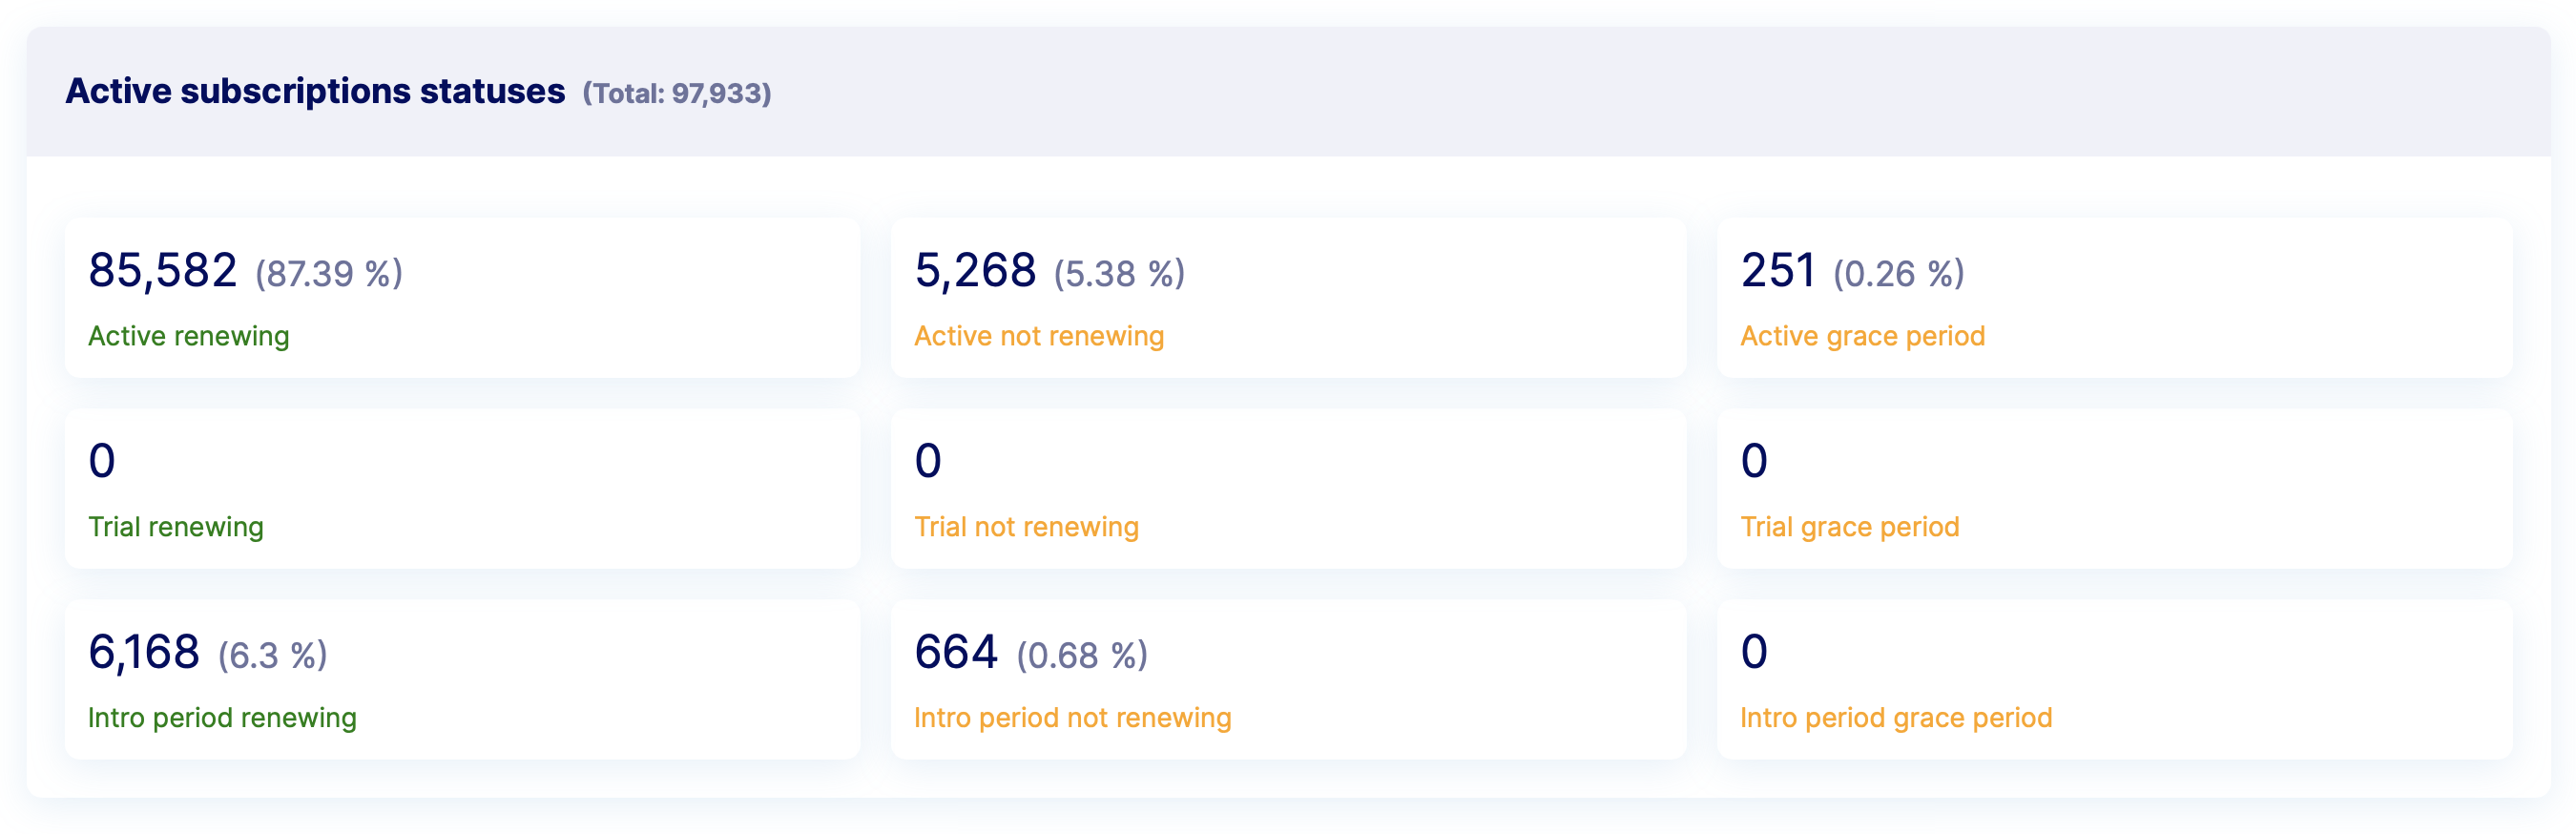 Active subscriptions statuses (Total: 97,933)
85,582 (87.39 %)
Active renewing
5,268 (5.38 %)
Active not renewing
251 (0.26 %)
Active grace period
0
Trial renewing
0
Trial not renewing
0
Trial grace period
6,168 (6.3 %)
Intro period renewing
664 (0.68 %)
Intro period not renewing
0
Intro period grace period